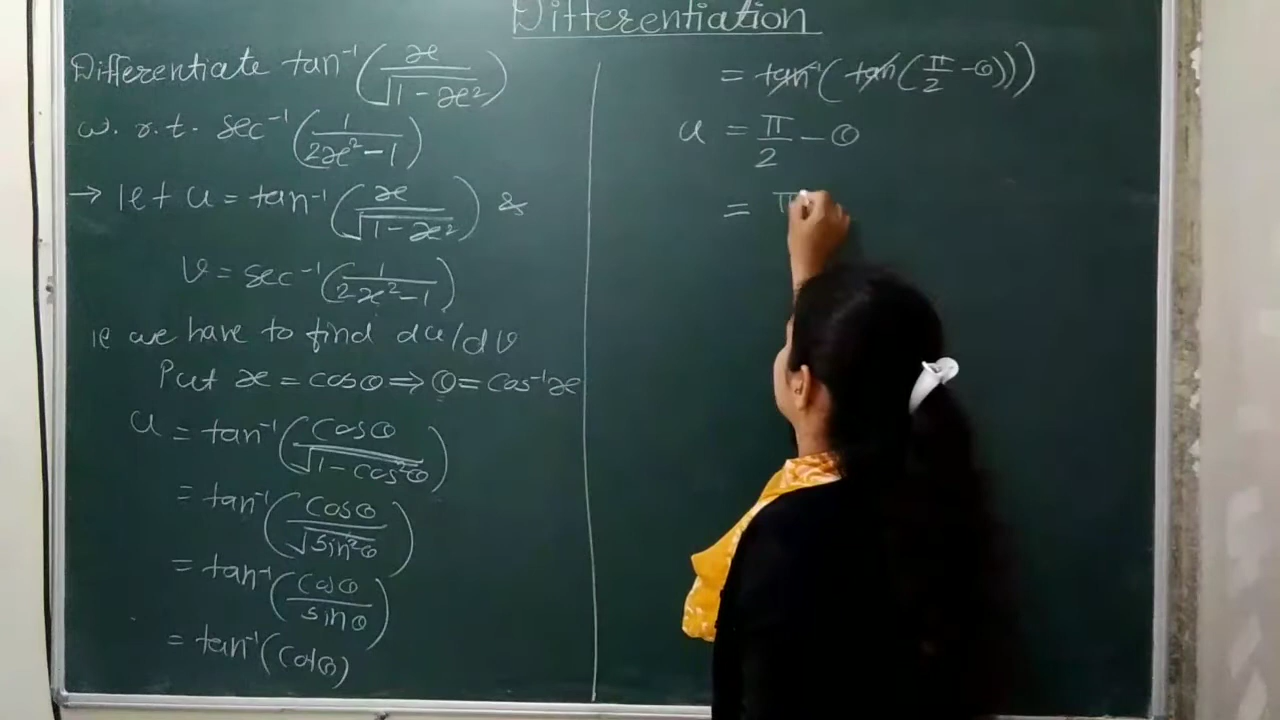 Differentiation
Differentiate tan⁻¹(x/√(1-x²))
w.r.t. sec⁻¹(1/(2x²-1))
→ let u = tan⁻¹(x/√(1-x²)) &
v = sec⁻¹(1/(2x²-1))
ie we have to find du/dv
Put x = cosθ ⇒ θ = Cos⁻¹x
u = tan⁻¹(Cosθ/√(1-cos²θ))
= tan⁻¹(Cosθ/√(sin²θ))
= tan⁻¹(Cosθ/sinθ)
= tan⁻¹(Cotθ)
= tan⁻¹(tan(π/2 - θ)))
u = π/2 - θ
= π